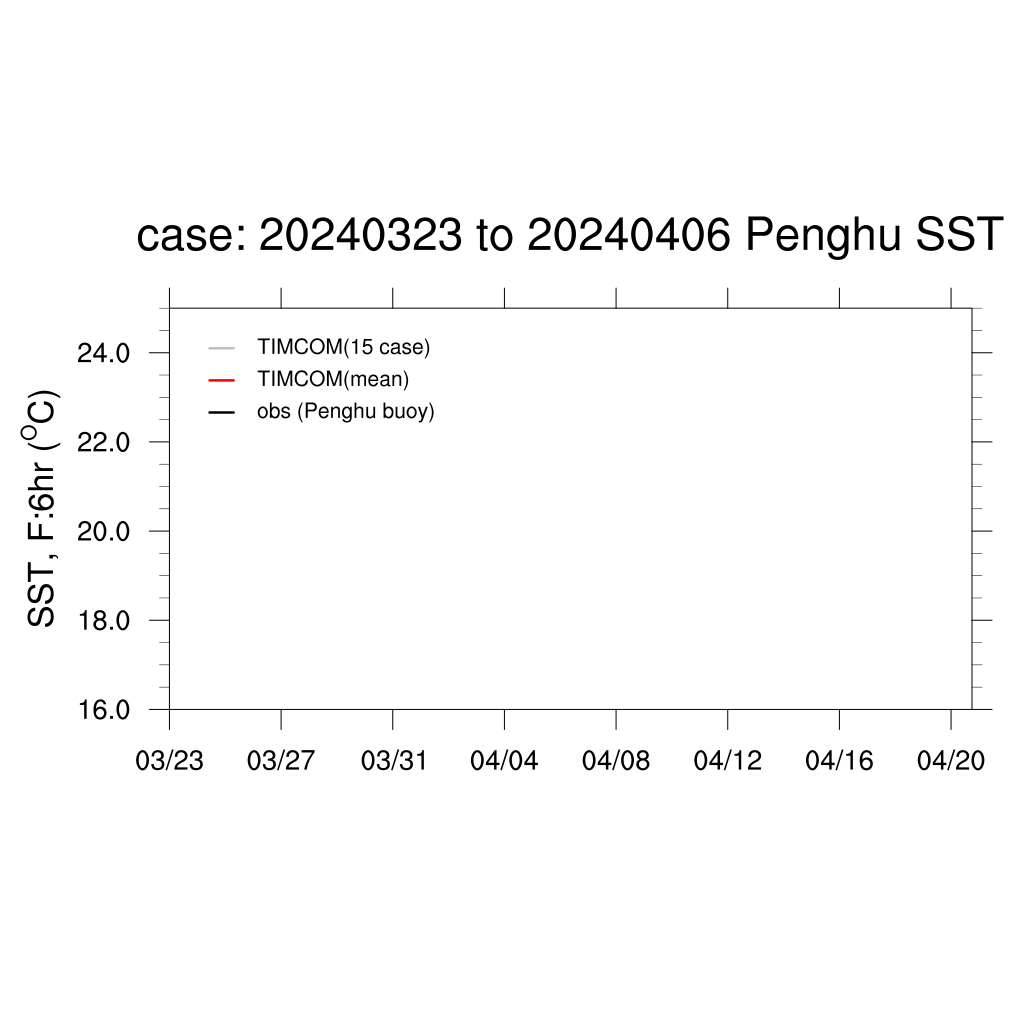 case: 20240323 to 20240406 Penghu SST
TIMCOM(15 case)
TIMCOM(mean)
obs (Penghu buoy)
SST, F:6hr (OC)
24.0
22.0
20.0
18.0
16.0
03/23 03/27 03/31 04/04 04/08 04/12 04/16 04/20